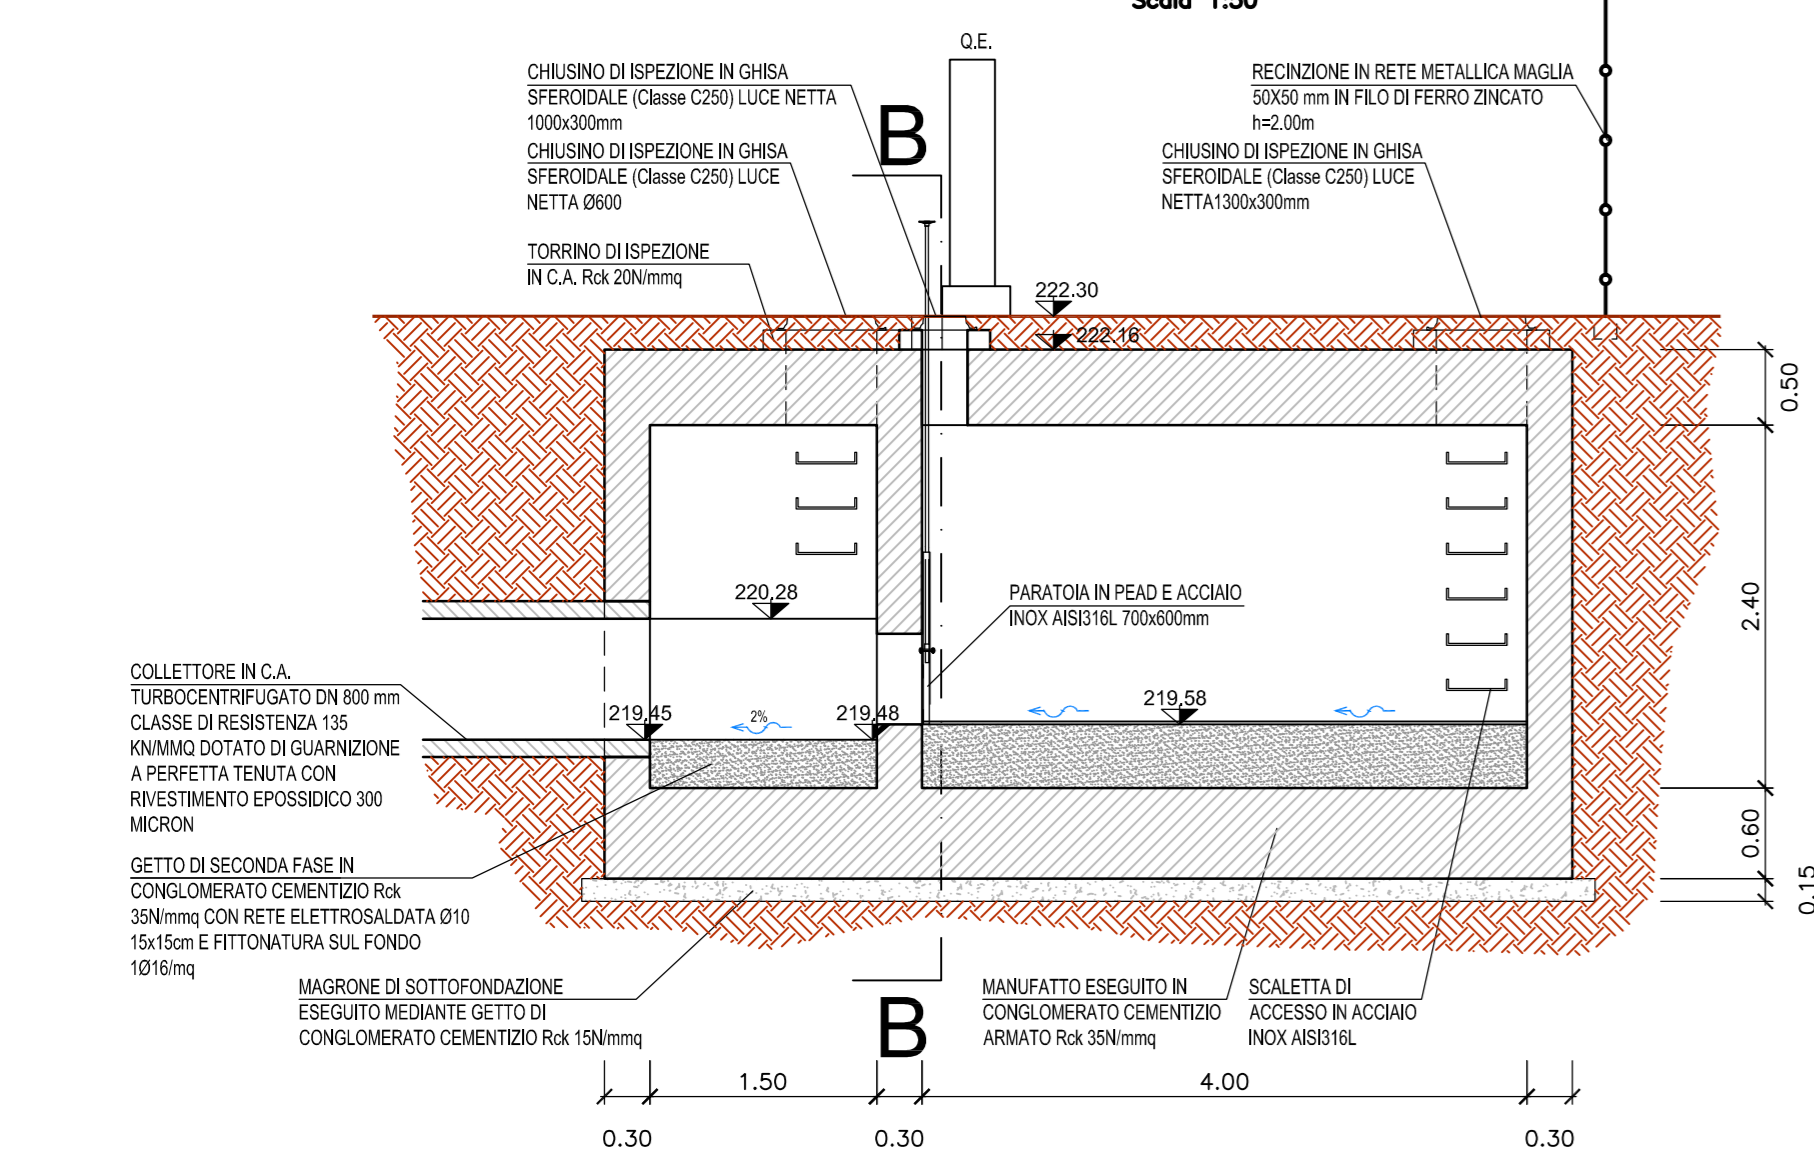 Scala 1:50
Q.E.
CHIUSINO DI ISPEZIONE IN GHISA
SFEROIDALE (Classe C250) LUCE NETTA
1000x300mm
CHIUSINO DI ISPEZIONE IN GHISA
SFEROIDALE (Classe C250) LUCE
NETTA Ø600
TORRINO DI ISPEZIONE
IN C.A. Rck 20N/mmq
B
RECINZIONE IN RETE METALLICA MAGLIA
50X50 mm IN FILO DI FERRO ZINCATO
h=2.00m
CHIUSINO DI ISPEZIONE IN GHISA
SFEROIDALE (Classe C250) LUCE
NETTA1300x300mm
222.30
222.16
0.50
2.40
0.60
0.15
220,28
PARATOIA IN PEAD E ACCIAIO
INOX AISI316L 700x600mm
219,45
2%
219,48
219,58
COLLETTORE IN C.A.
TURBOCENTRIFUGATO DN 800 mm
CLASSE DI RESISTENZA 135
KN/MMQ DOTATO DI GUARNIZIONE
A PERFETTA TENUTA CON
RIVESTIMENTO EPOSSIDICO 300
MICRON
GETTO DI SECONDA FASE IN
CONGLOMERATO CEMENTIZIO Rck
35N/mmq CON RETE ELETTROSALDATA Ø10
15x15cm E FITTONATURA SUL FONDO
1Ø16/mq
MAGRONE DI SOTTOFONDAZIONE
ESEGUITO MEDIANTE GETTO DI
CONGLOMERATO CEMENTIZIO Rck 15N/mmq
B
MANUFATTO ESEGUITO IN
CONGLOMERATO CEMENTIZIO
ARMATO Rck 35N/mmq
SCALETTA DI
ACCESSO IN ACCIAIO
INOX AISI316L
1.50
4.00
0.30
0.30
0.30